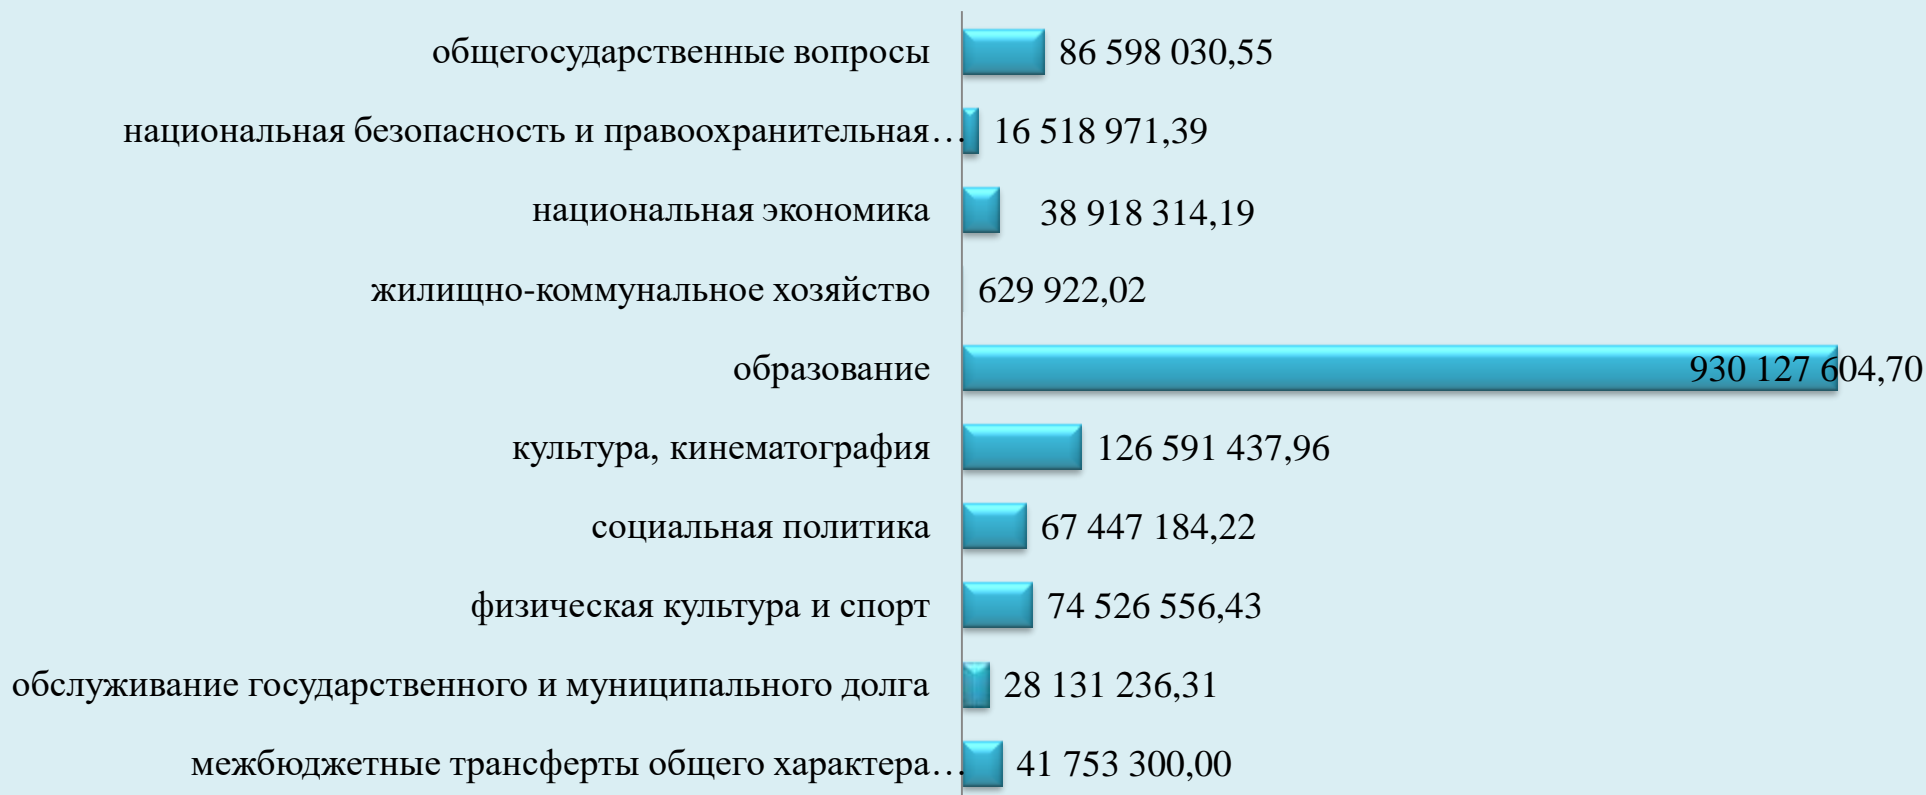 общегосударственные вопросы 86 598 030,55
национальная безопасность и правоохранительная… 16 518 971,39
национальная экономика 38 918 314,19
жилищно-коммунальное хозяйство 629 922,02
образование 930 127 604,70
культура, кинематография 126 591 437,96
социальная политика 67 447 184,22
физическая культура и спорт 74 526 556,43
обслуживание государственного и муниципального долга 28 131 236,31
межбюджетные трансферты общего характера… 41 753 300,00